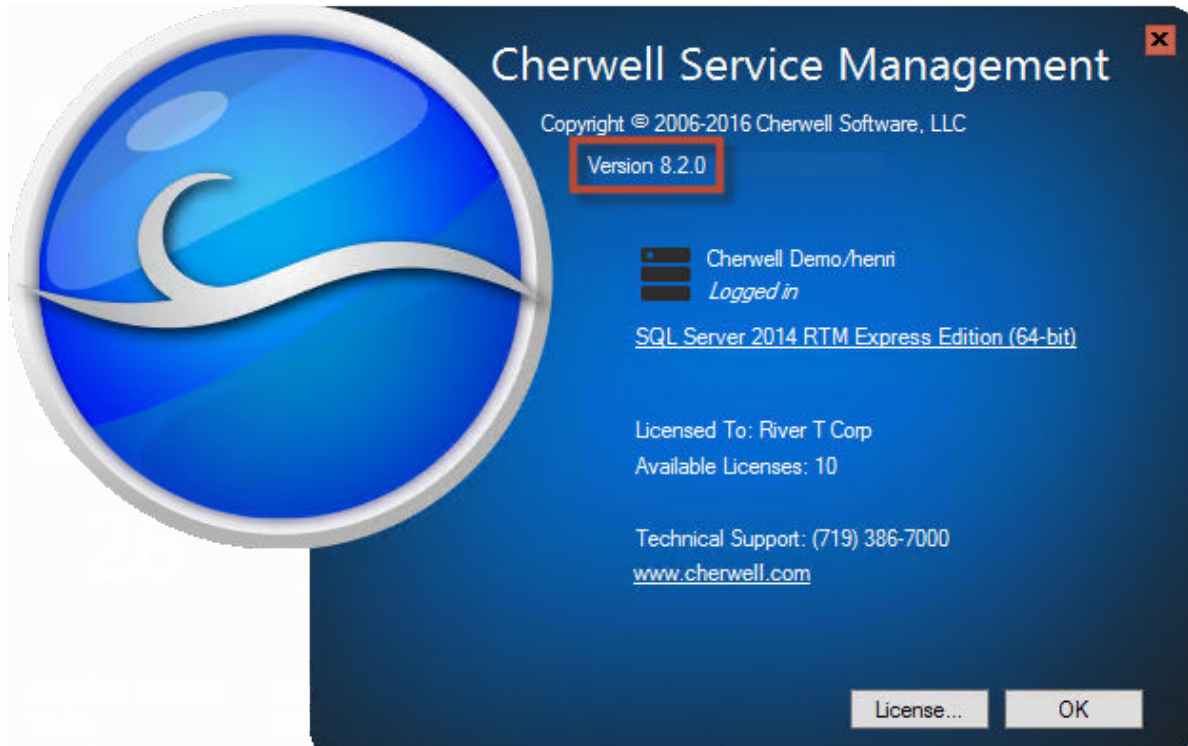 Cherwell Service Management
Copyright © 2006-2016 Cherwell Software, LLC
Version 8.2.0
Cherwell Demo/henri
Logged in
SQL Server 2014 RTM Express Edition (64-bit)
Licensed To: River T Corp
Available Licenses: 10
Technical Support: (719) 386-7000
www.cherwell.com
License...
OK